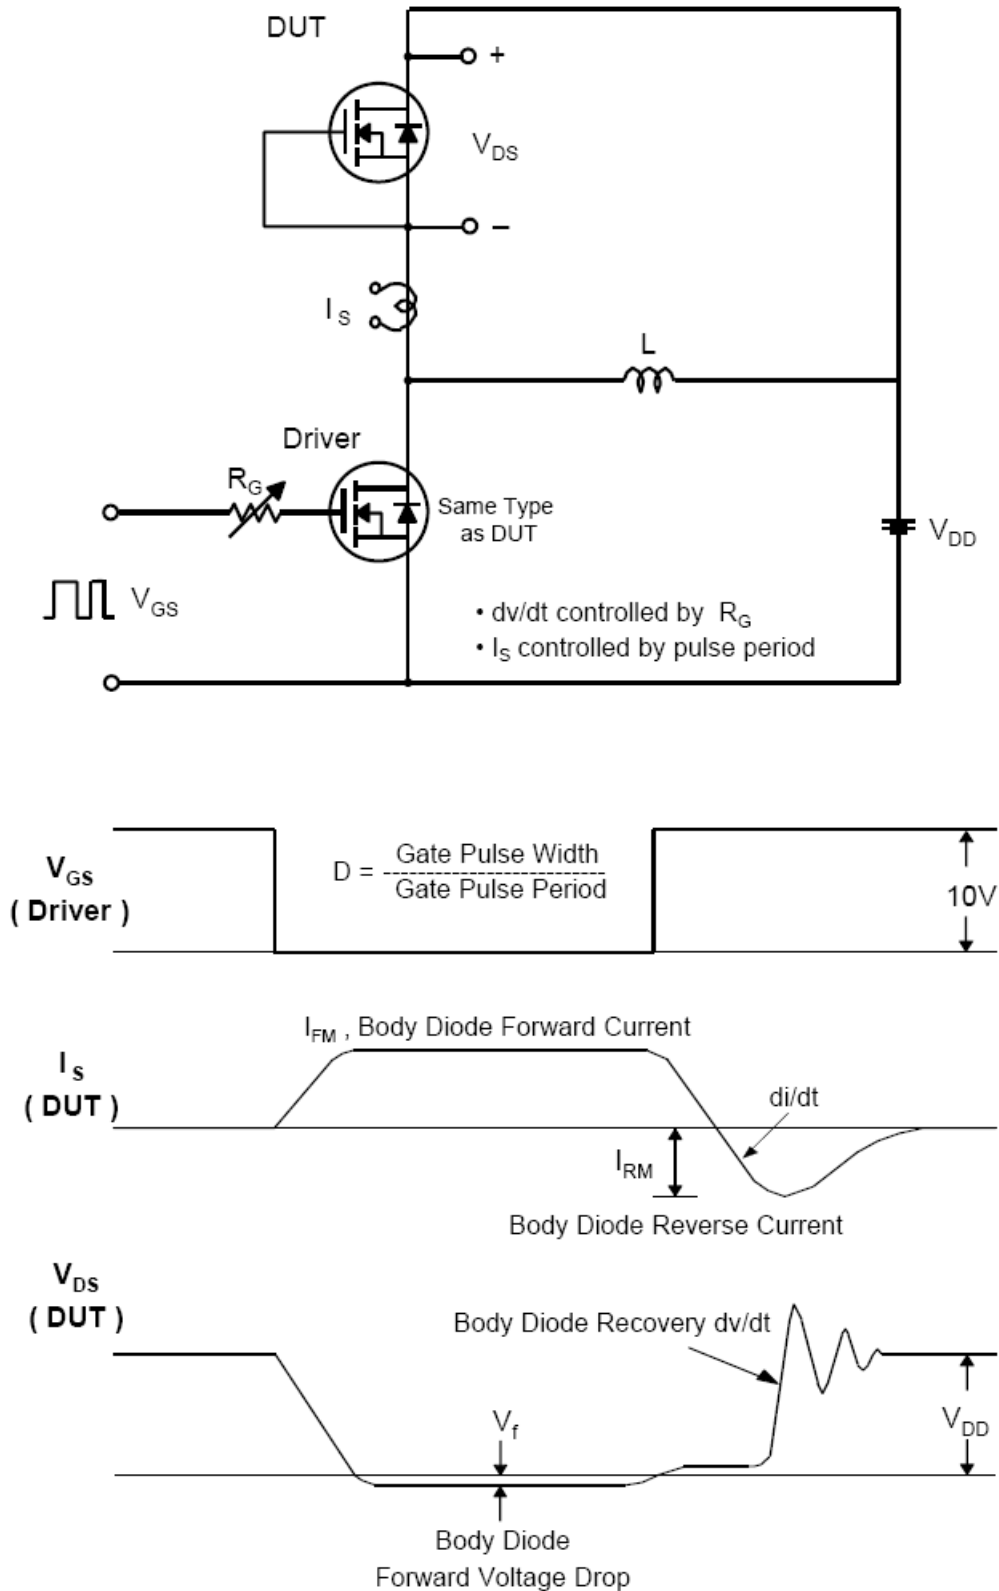 DUT
+
V_DS
–
I_S
L
Driver
R_G
Same Type
as DUT
V_DD
V_GS
• dv/dt controlled by R_G
• I_S controlled by pulse period
V_GS
( Driver )
D = Gate Pulse Width
Gate Pulse Period
10V
I_FM , Body Diode Forward Current
I_S
( DUT )
di/dt
I_RM
Body Diode Reverse Current
V_DS
( DUT )
Body Diode Recovery dv/dt
V_f
V_DD
Body Diode
Forward Voltage Drop